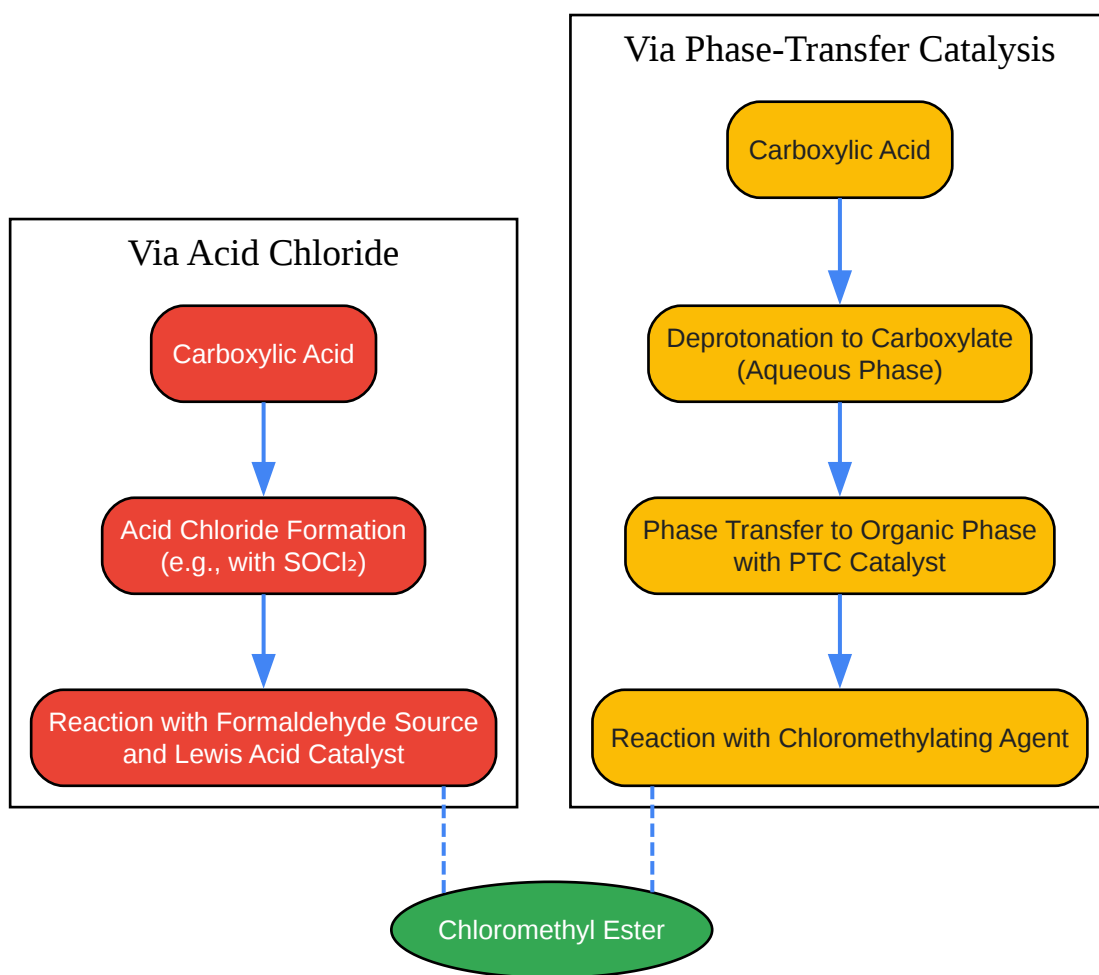 Via Acid Chloride
Carboxylic Acid
Acid Chloride Formation
(e.g., with SOCl₂)
Reaction with Formaldehyde Source
and Lewis Acid Catalyst
Via Phase-Transfer Catalysis
Carboxylic Acid
Deprotonation to Carboxylate
(Aqueous Phase)
Phase Transfer to Organic Phase
with PTC Catalyst
Reaction with Chloromethylating Agent
Chloromethyl Ester